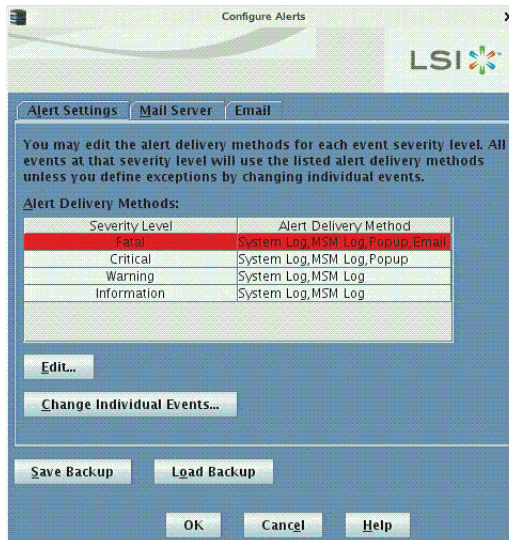 Configure Alerts
LSI
Alert Settings Mail Server Email
You may edit the alert delivery methods for each event severity level. All
events at that severity level will use the listed alert delivery methods
unless you define exceptions by changing individual events.
Alert Delivery Methods:
Severity Level Alert Delivery Method
Fatal System Log,MSM Log,Popup,Email
Critical System Log,MSM Log,Popup
Warning System Log,MSM Log
Information System Log,MSM Log
Edit...
Change Individual Events...
Save Backup Load Backup
OK Cancel Help